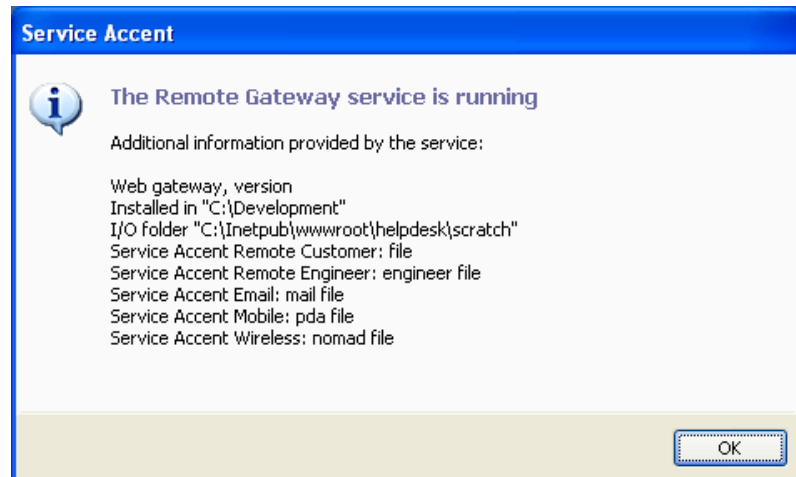 Service Accent
The Remote Gateway service is running
Additional information provided by the service:
Web gateway, version
Installed in "C:\Development"
I/O folder "C:\Inetpub\wwwroot\helpdesk\scratch"
Service Accent Remote Customer: file
Service Accent Remote Engineer: engineer file
Service Accent Email: mail file
Service Accent Mobile: pda file
Service Accent Wireless: nomad file
OK